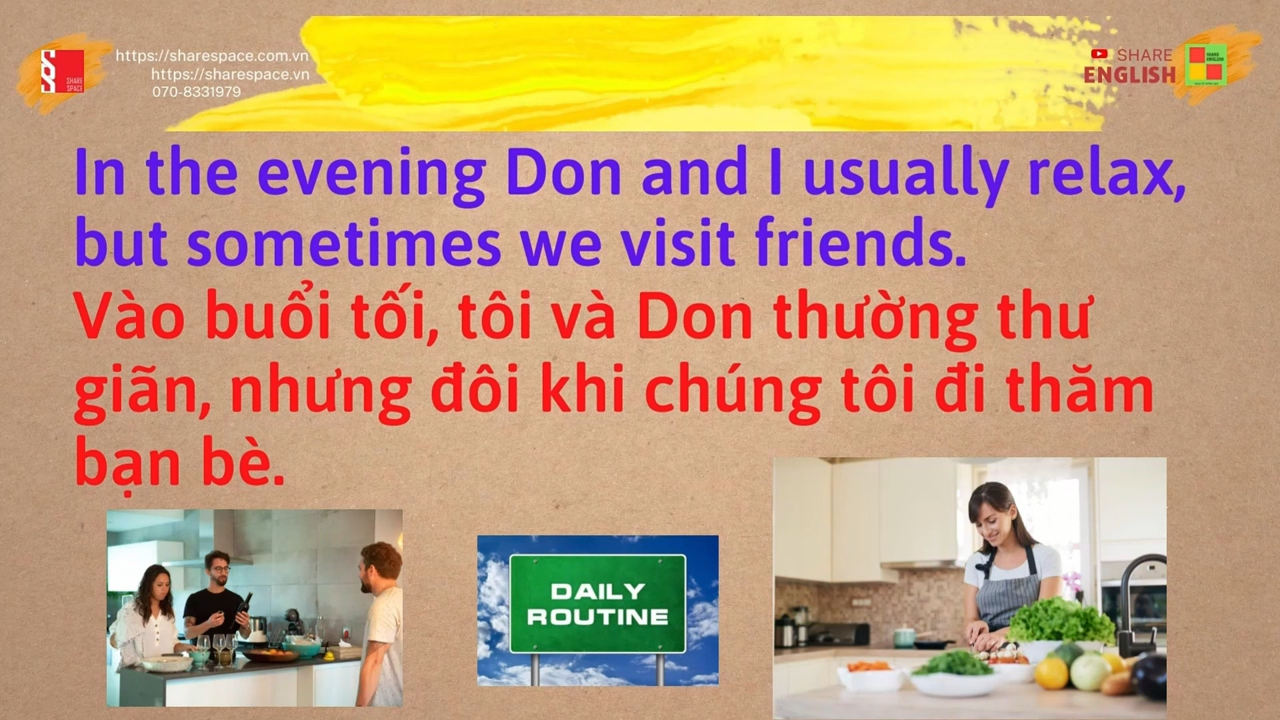 https://sharespace.com.vn
https://sharespace.vn
070-8331979
SHARE
SPACE
SHARE
ENGLISH
In the evening Don and I usually relax,
but sometimes we visit friends.
Vào buổi tối, tôi và Don thường thư
giãn, nhưng đôi khi chúng tôi đi thăm
bạn bè.
DAILY
ROUTINE